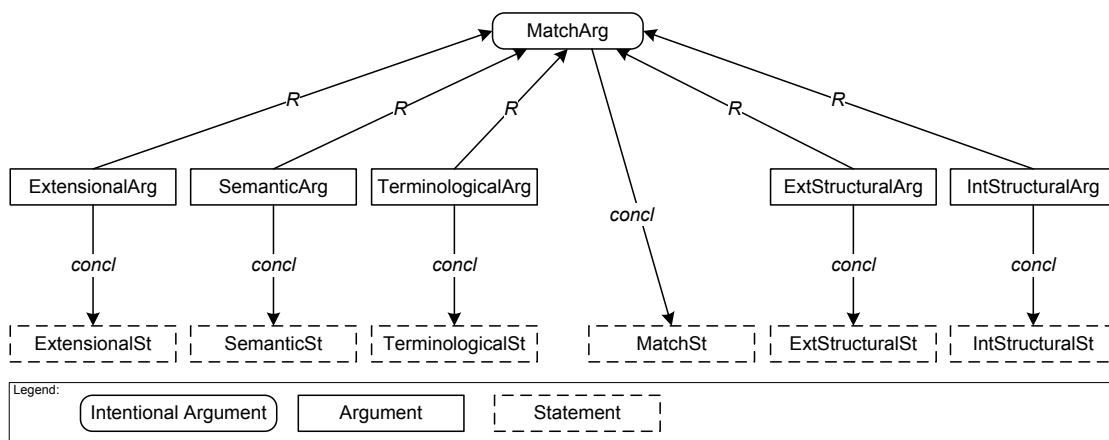 MatchArg
R R R R R
ExtensionalArg SemanticArg TerminologicalArg ExtStructuralArg IntStructuralArg
concl
concl concl concl concl concl
ExtensionalSt SemanticSt TerminologicalSt MatchSt ExtStructuralSt IntStructuralSt
Legend:
Intentional Argument Argument Statement